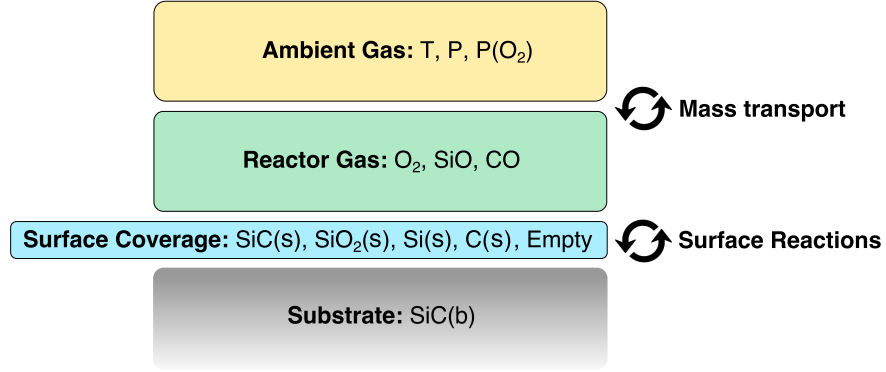 Ambient Gas: T, P, P(O₂)
Mass transport
Reactor Gas: O₂, SiO, CO
Surface Coverage: SiC(s), SiO₂(s), Si(s), C(s), Empty
Surface Reactions
Substrate: SiC(b)